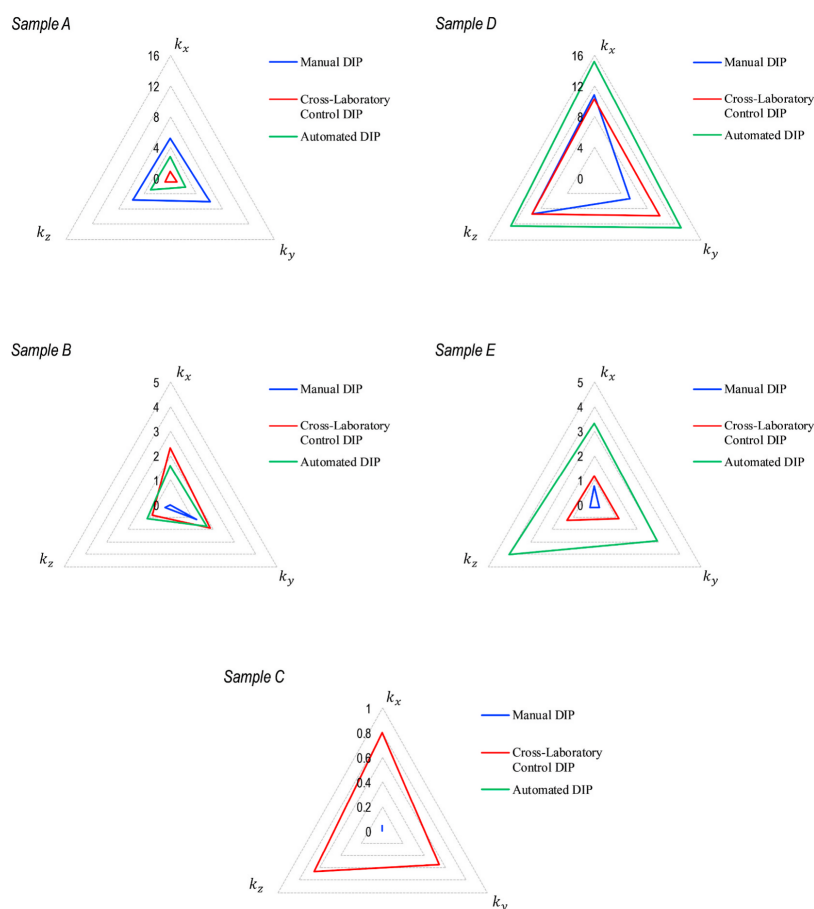 Sample A
k_x
16
12
8
4
0
k_z
k_y
Manual DIP
Cross-Laboratory
Control DIP
Automated DIP
Sample D
k_x
16
12
8
4
0
k_z
k_y
Manual DIP
Cross-Laboratory
Control DIP
Automated DIP
Sample B
k_x
5
4
3
2
1
0
k_z
k_y
Manual DIP
Cross-Laboratory
Control DIP
Automated DIP
Sample E
k_x
5
4
3
2
1
0
k_z
k_y
Manual DIP
Cross-Laboratory
Control DIP
Automated DIP
Sample C
k_x
1
0.8
0.6
0.4
0.2
0
k_z
k_y
Manual DIP
Cross-Laboratory
Control DIP
Automated DIP